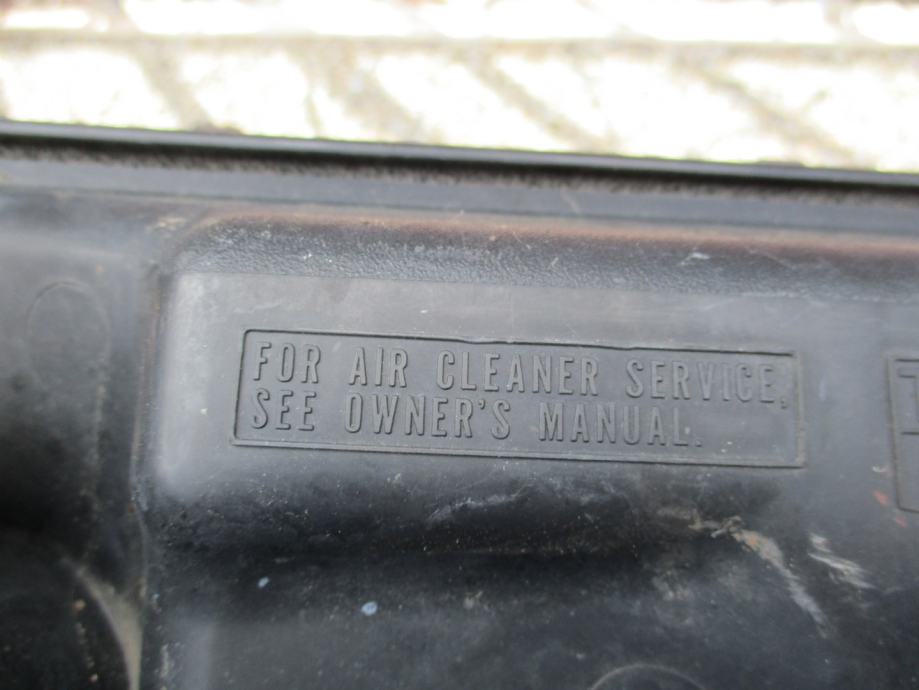 FOR AIR CLEANER SERVICE,
SEE OWNER'S MANUAL.